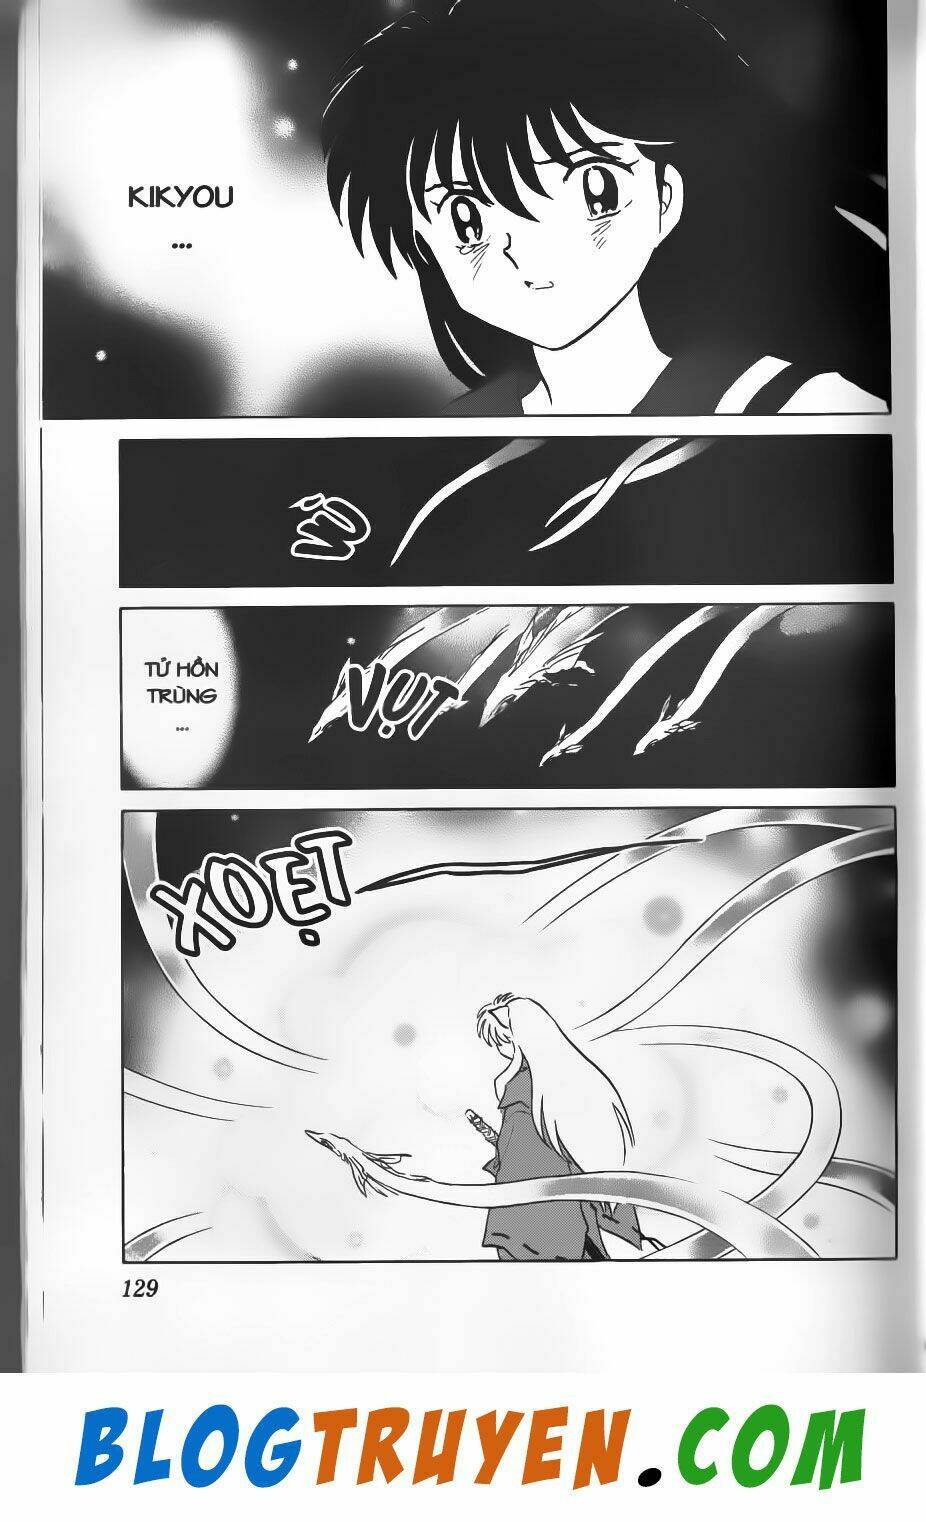 KIKYOU
...
VÙ
TỬ HỒN
TRÙNG
...
VỤT
XOẸT
129
BLOGTRUYEN.COM